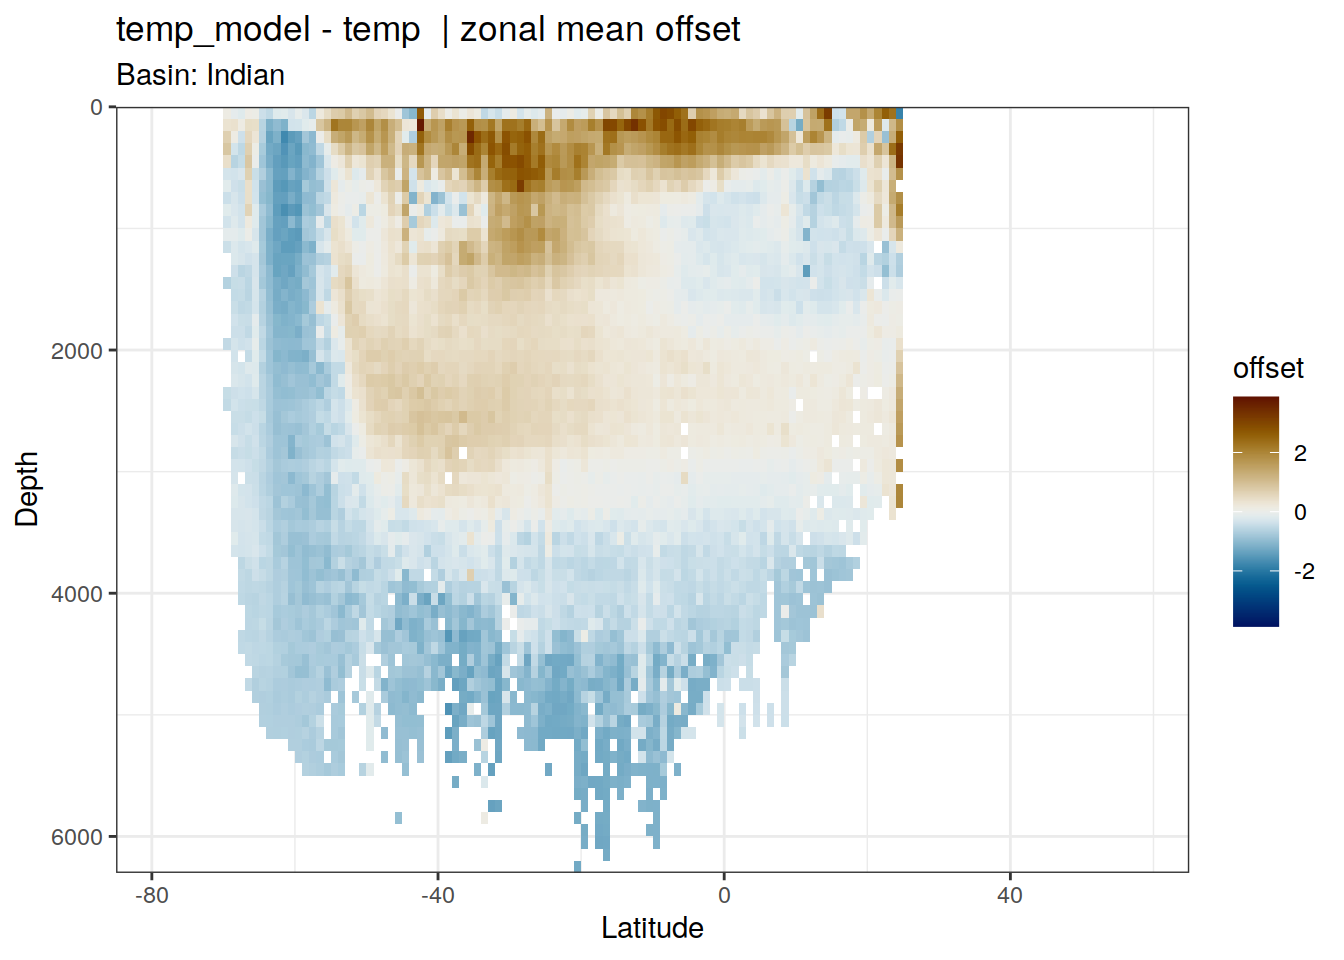 temp_model - temp  | zonal mean offset
Basin: Indian
0
2000
4000
6000
Depth
-80
-40
0
40
Latitude
offset
2
0
-2